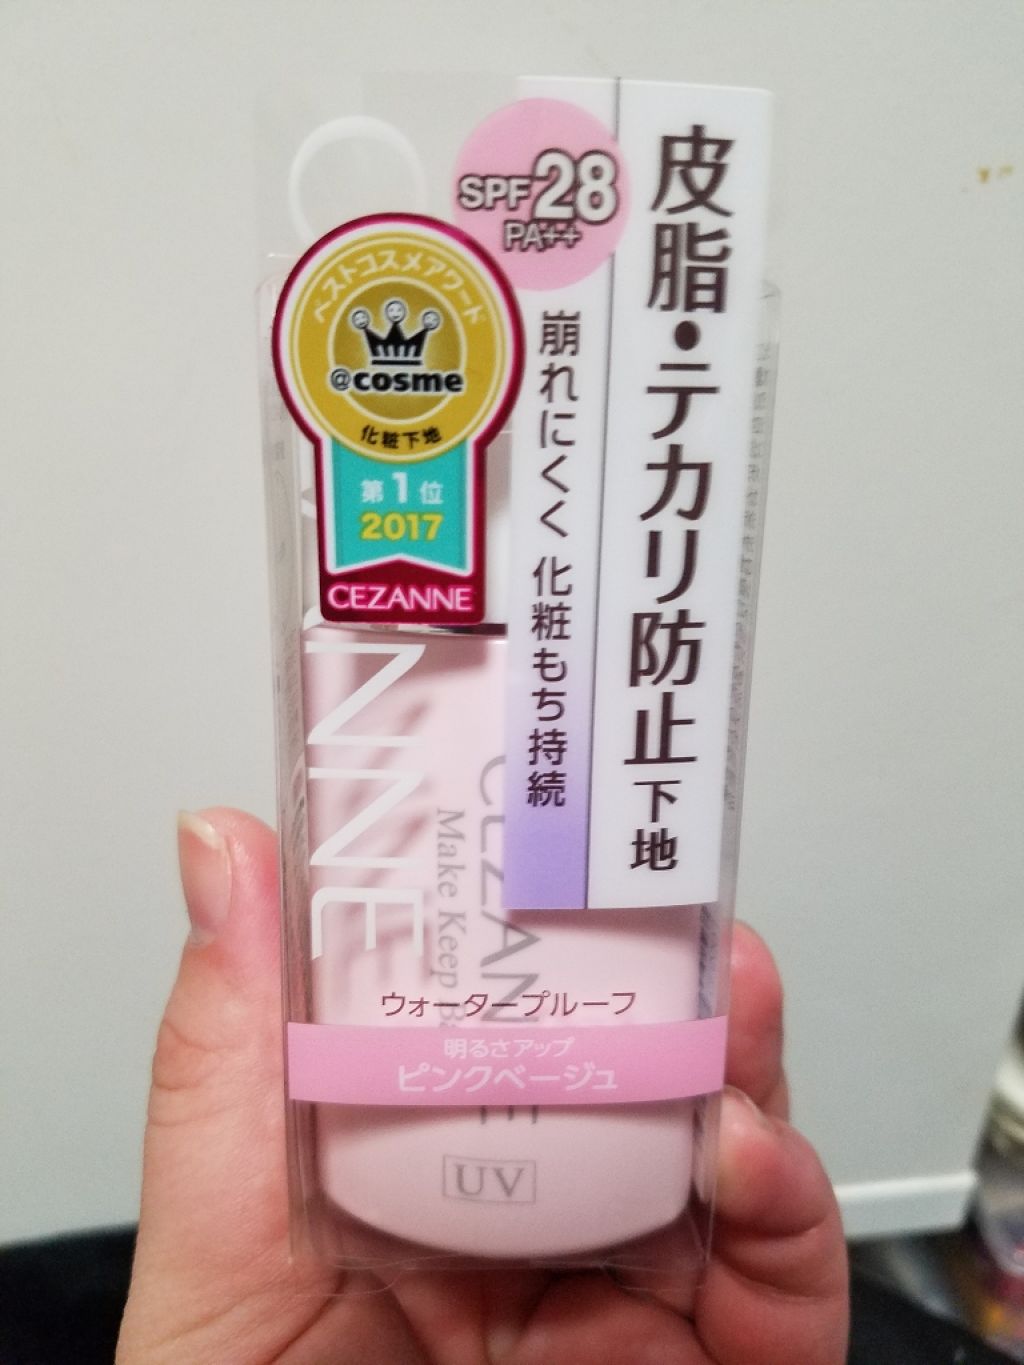 皮脂・テカリ防止下地
SPF28
PA++
崩れにくく 化粧もち持続
ベストコスメアワード
@cosme
化粧下地
第1位
2017
CEZANNE
NNE
CEZANNE
Make Keep Ba
ウォータープルーフ
明るさアップ
ピンクベージュ
UV